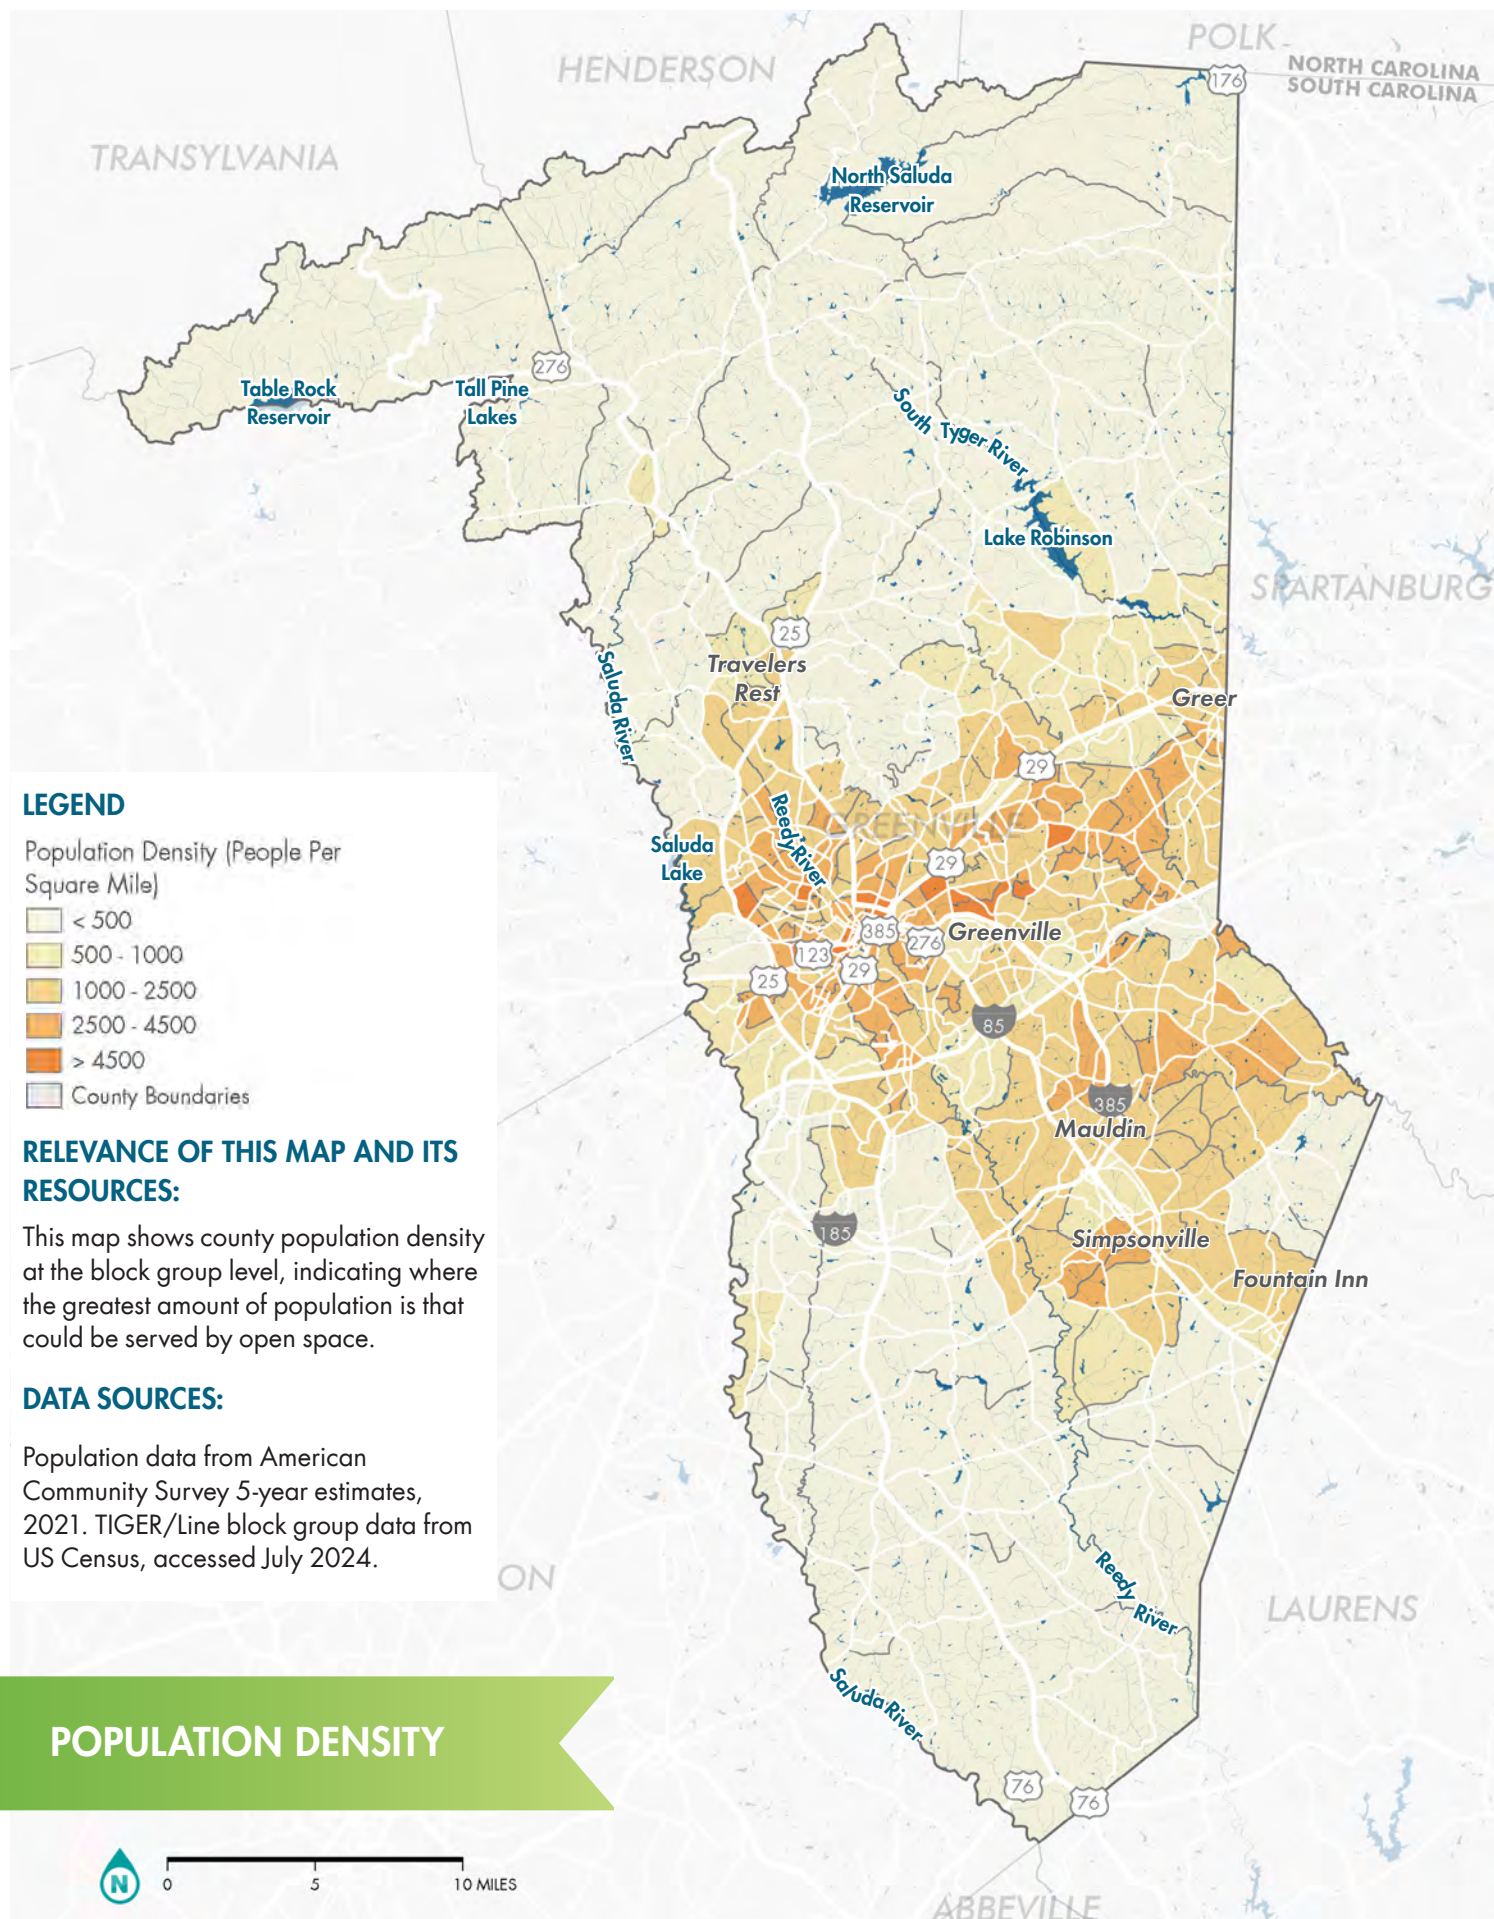 HENDERSON
POLK
NORTH CAROLINA
SOUTH CAROLINA
176
TRANSYLVANIA
North Saluda
Reservoir
276
Table Rock
Reservoir
Tall Pine
Lakes
South Tyger River
Lake Robinson
SPARTANBURG
25
Travelers
Rest
Saluda River
Greer
29
Reedy River
GREENVILLE
Saluda
Lake
29
385
276
Greenville
123
29
25
85
385
Mauldin
185
Simpsonville
Fountain Inn
LEGEND
Population Density (People Per
Square Mile)
< 500
500 - 1000
1000 - 2500
2500 - 4500
> 4500
County Boundaries
RELEVANCE OF THIS MAP AND ITS
RESOURCES:
This map shows county population density
at the block group level, indicating where
the greatest amount of population is that
could be served by open space.
DATA SOURCES:
Population data from American
Community Survey 5-year estimates,
2021. TIGER/Line block group data from
US Census, accessed July 2024.
ON
Reedy River
LAURENS
Saluda River
POPULATION DENSITY
76
76
N
0 5 10 MILES
ABBEVILLE